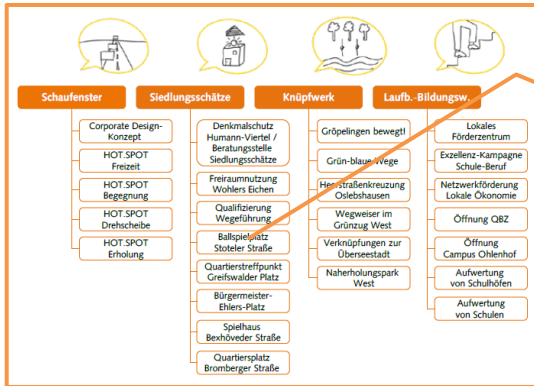 Schaufenster
Siedlungsschätze
Knüpfwerk
Laufb.-Bildungsw.
Corporate Design-
Konzept
HOT.SPOT
Freizeit
HOT.SPOT
Begegnung
HOT.SPOT
Drehscheibe
HOT.SPOT
Erholung
Denkmalschutz
Humann-Viertel /
Beratungsstelle
Siedlungsschätze
Freiraumnutzung
Wohlers Eichen
Qualifizierung
Wegeführung
Ballspielplatz
Stoteler Straße
Quartierstreffpunkt
Greifswalder Platz
Bürgermeister-
Ehlers-Platz
Spielhaus
Bexhöveder Straße
Quartiersplatz
Bromberger Straße
Gröpelingen bewegt!
Grün-blaue Wege
Heerstraßenkreuzung
Oslebshausen
Wegweiser im
Grünzug West
Verknüpfungen zur
Überseestadt
Naherholungspark
West
Lokales
Förderzentrum
Exzellenz-Kampagne
Schule-Beruf
Netzwerkförderung
Lokale Ökonomie
Öffnung QBZ
Öffnung
Campus Ohlenhof
Aufwertung
von Schulhöfen
Aufwertung
von Schulen